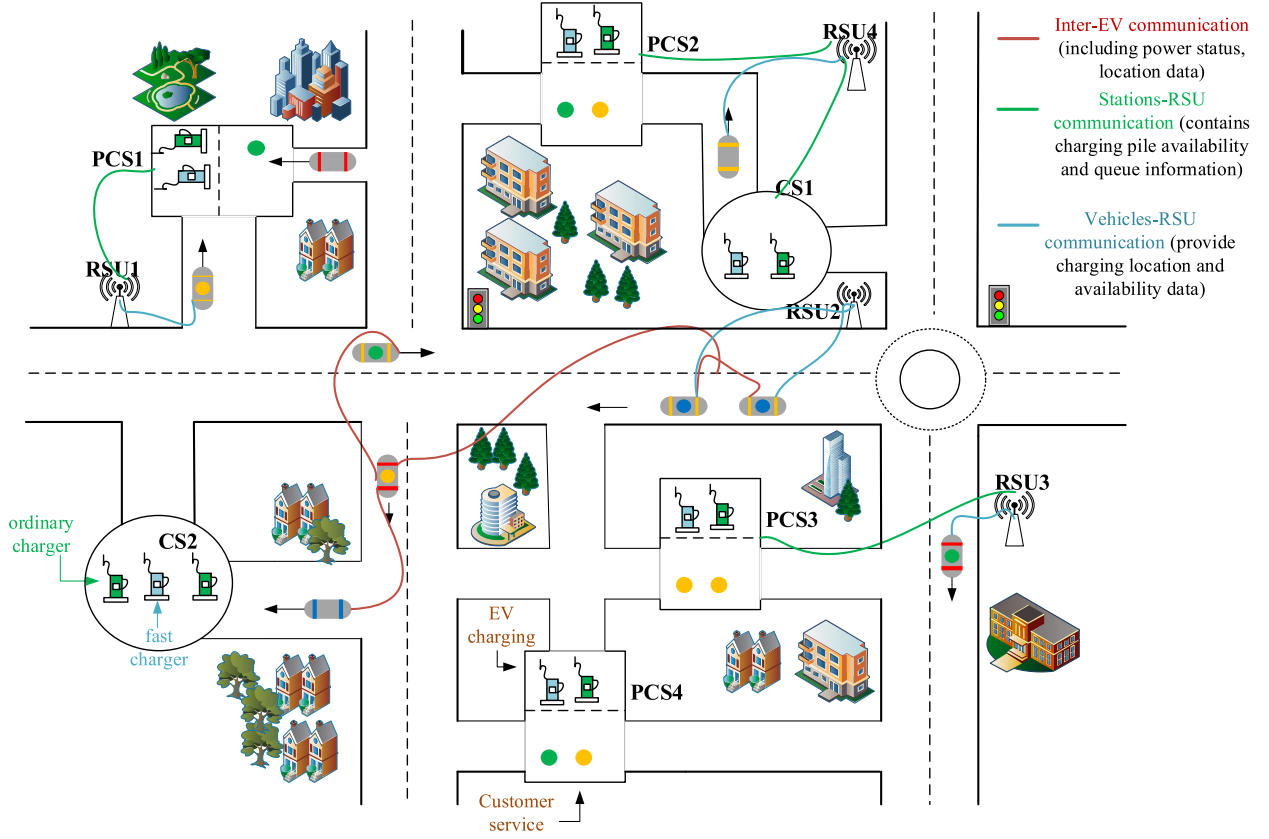 PCS2
RSU4
Inter-EV communication
(including power status,
location data)
Stations-RSU
communication (contains
charging pile availability
and queue information)
Vehicles-RSU
communication (provide
charging location and
availability data)
PCS1
CS1
RSU1
RSU2
RSU3
PCS3
ordinary
charger
CS2
fast
charger
EV
charging
PCS4
Customer
service